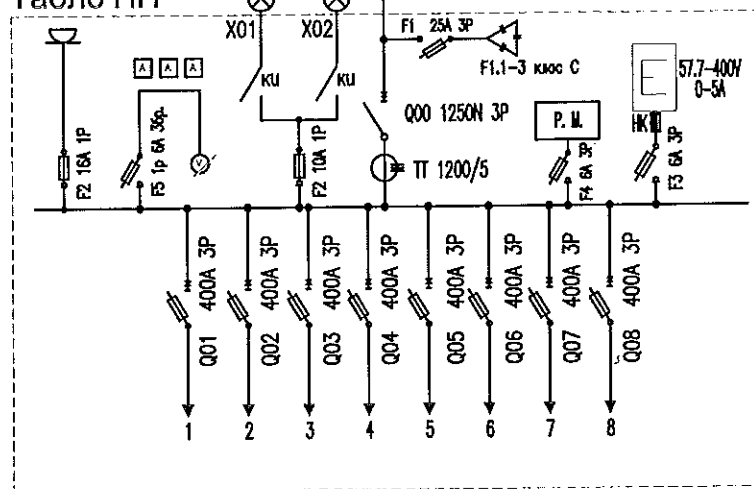 Табло НН
X01
X02
F1
25A 3P
F1.1-3 клас C
A A A
КИ
КИ
Q00 1250N 3P
P. M.
E
57.7-400V
0-5A
НК
F2 16A 1P
F5 1p 6A 3бр.
V
F2 10A 1P
ТТ 1200/5
F4 6A 3P
F3 6A 3P
Q01 400A 3P
Q02 400A 3P
Q03 400A 3P
Q04 400A 3P
Q05 400A 3P
Q06 400A 3P
Q07 400A 3P
Q08 400A 3P
1 2 3 4 5 6 7 8